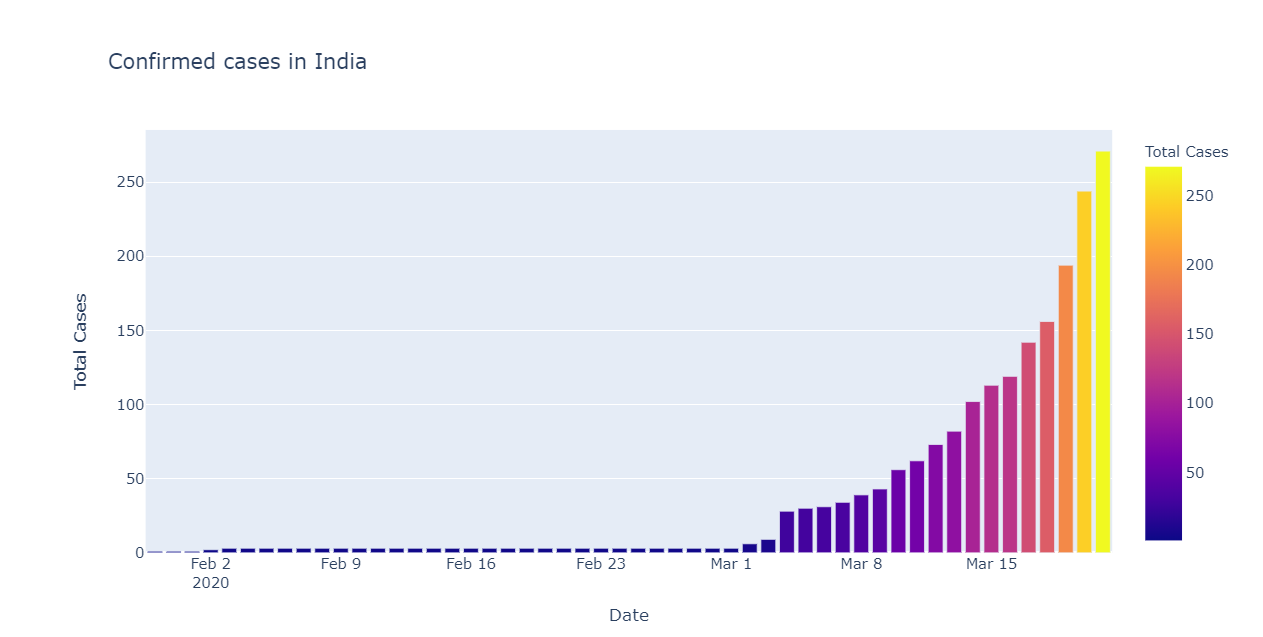 Confirmed cases in India
Total Cases
250
200
150
100
50
0
Feb 2
2020
Feb 9
Feb 16
Feb 23
Mar 1
Mar 8
Mar 15
Date
Total Cases
250
200
150
100
50